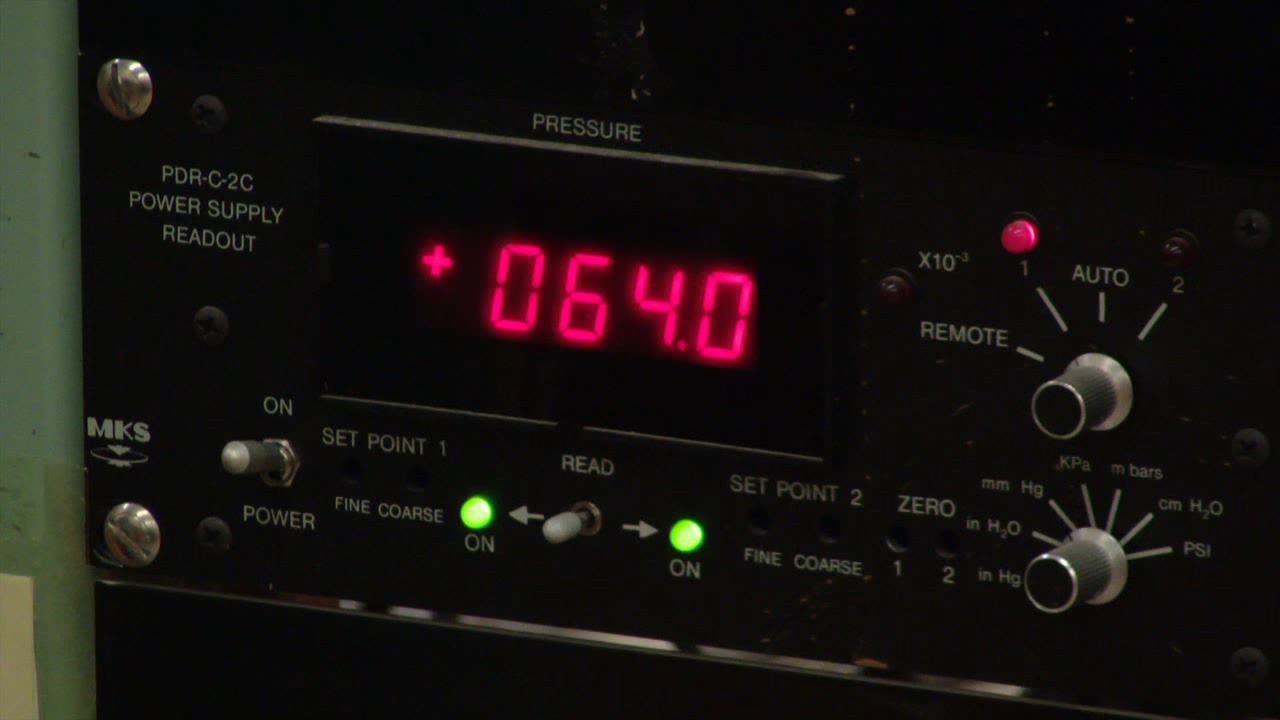 PRESSURE
PDR-C-2C
POWER SUPPLY
READOUT
+ 064.0
X10⁻³
1
AUTO
2
REMOTE
MKS
ON
POWER
SET POINT 1
FINE COARSE
ON
READ
ON
SET POINT 2
FINE COARSE
ZERO
1 2
in Hg
in H₂O
mm Hg
KPa
m bars
cm H₂O
PSI